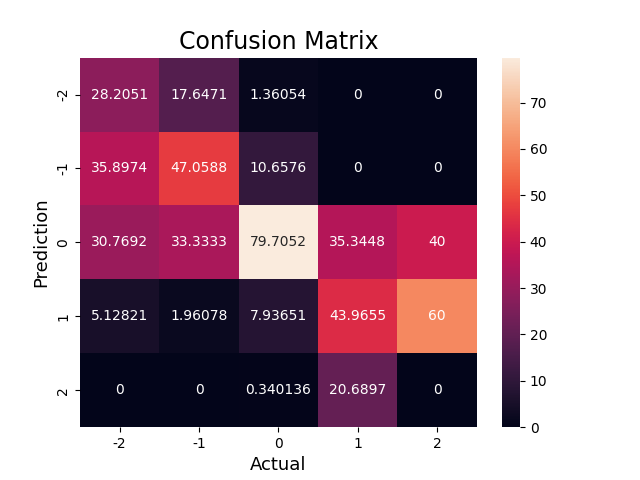 Confusion Matrix
-2 28.2051 17.6471 1.36054 0 0
-1 35.8974 47.0588 10.6576 0 0
0 30.7692 33.3333 79.7052 35.3448 40
1 5.12821 1.96078 7.93651 43.9655 60
2 0 0 0.340136 20.6897 0
-2 -1 0 1 2
Prediction
Actual
70
60
50
40
30
20
10
0